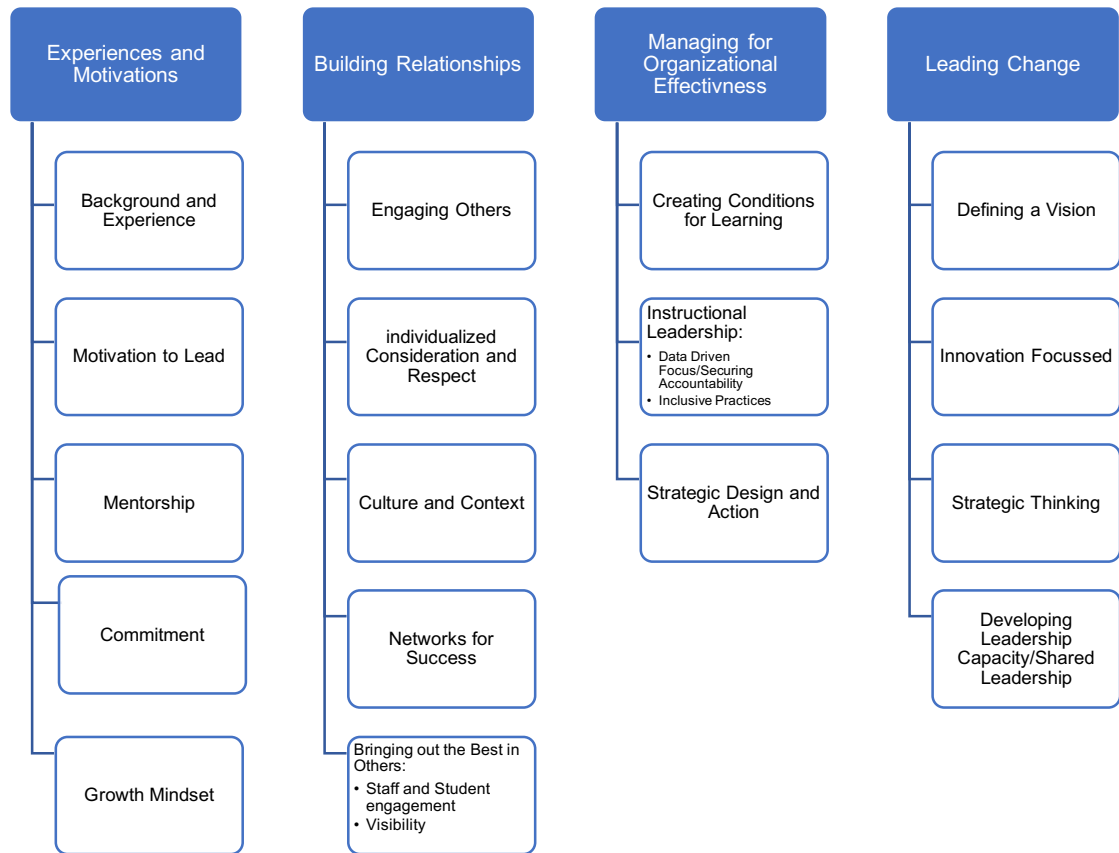 Experiences and
Motivations
Background and
Experience
Motivation to Lead
Mentorship
Commitment
Growth Mindset
Building Relationships
Engaging Others
individualized
Consideration and
Respect
Culture and Context
Networks for
Success
Bringing out the Best in
Others:
• Staff and Student
engagement
• Visibility
Managing for
Organizational
Effectivness
Creating Conditions
for Learning
Instructional
Leadership:
• Data Driven
Focus/Securing
Accountability
• Inclusive Practices
Strategic Design and
Action
Leading Change
Defining a Vision
Innovation Focussed
Strategic Thinking
Developing
Leadership
Capacity/Shared
Leadership